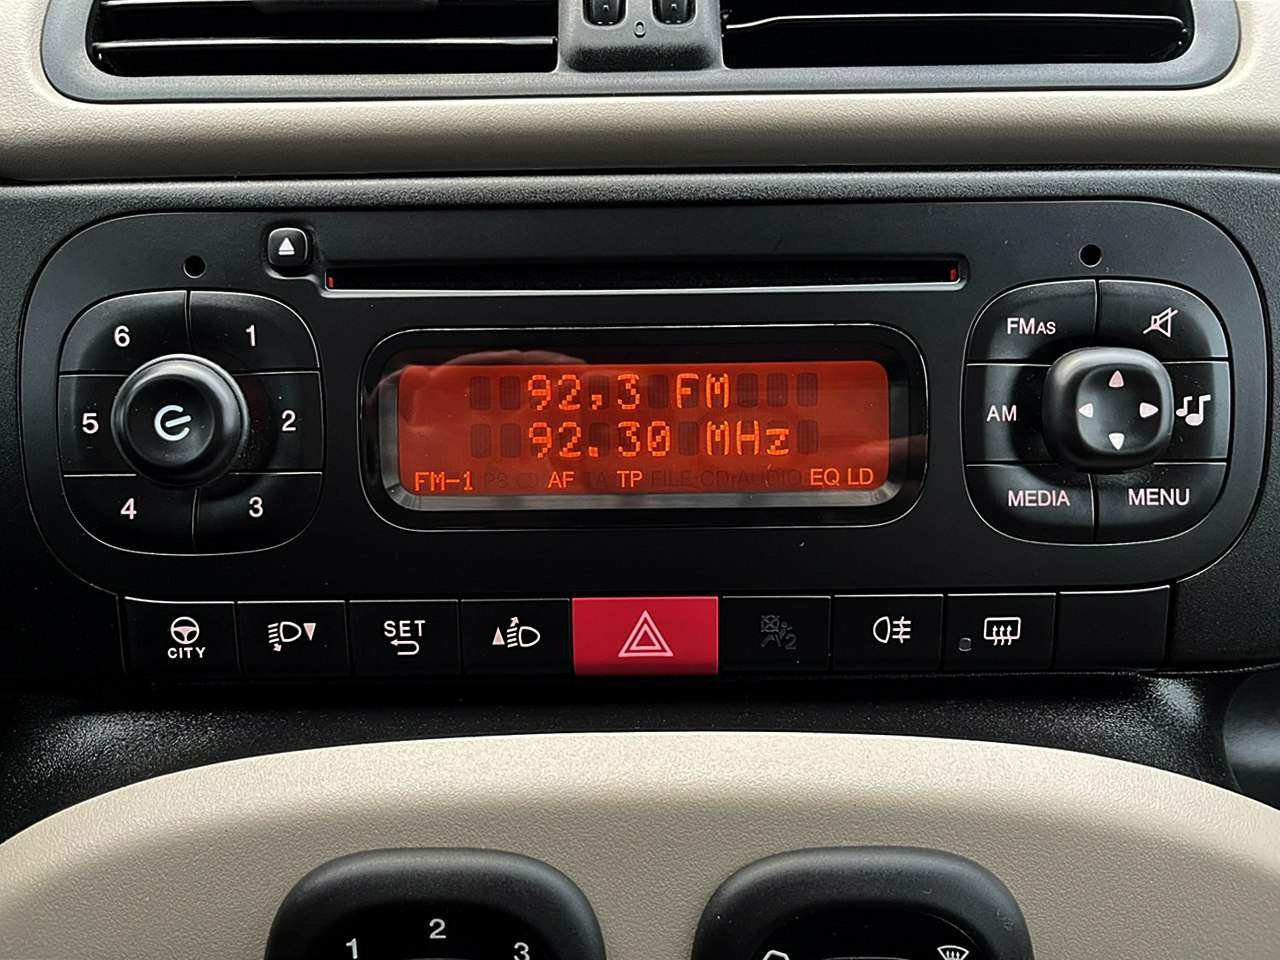 6 1
FMAS
5 2
AM
4 3
MEDIA MENU
92,3 FM
92.30 MHz
FM-1 AF TP EQ LD
CITY
SET
2
1 3